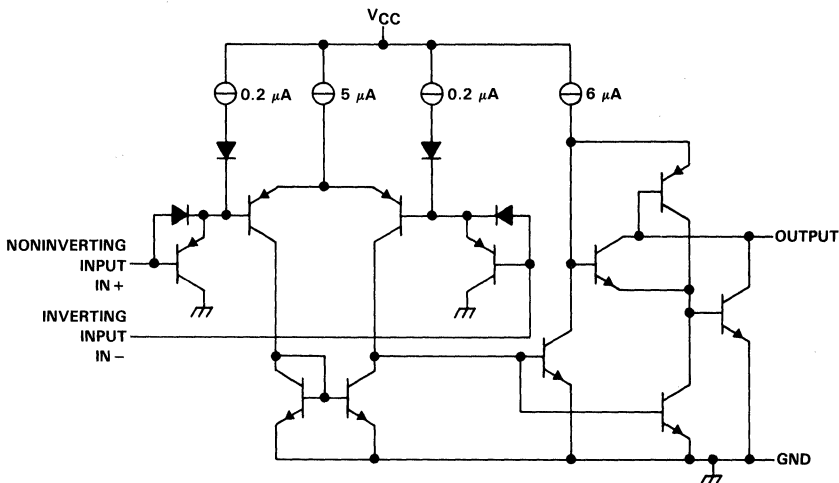 VCC
0.2 μA
5 μA
0.2 μA
6 μA
NONINVERTING
INPUT
IN +
INVERTING
INPUT
IN −
OUTPUT
GND